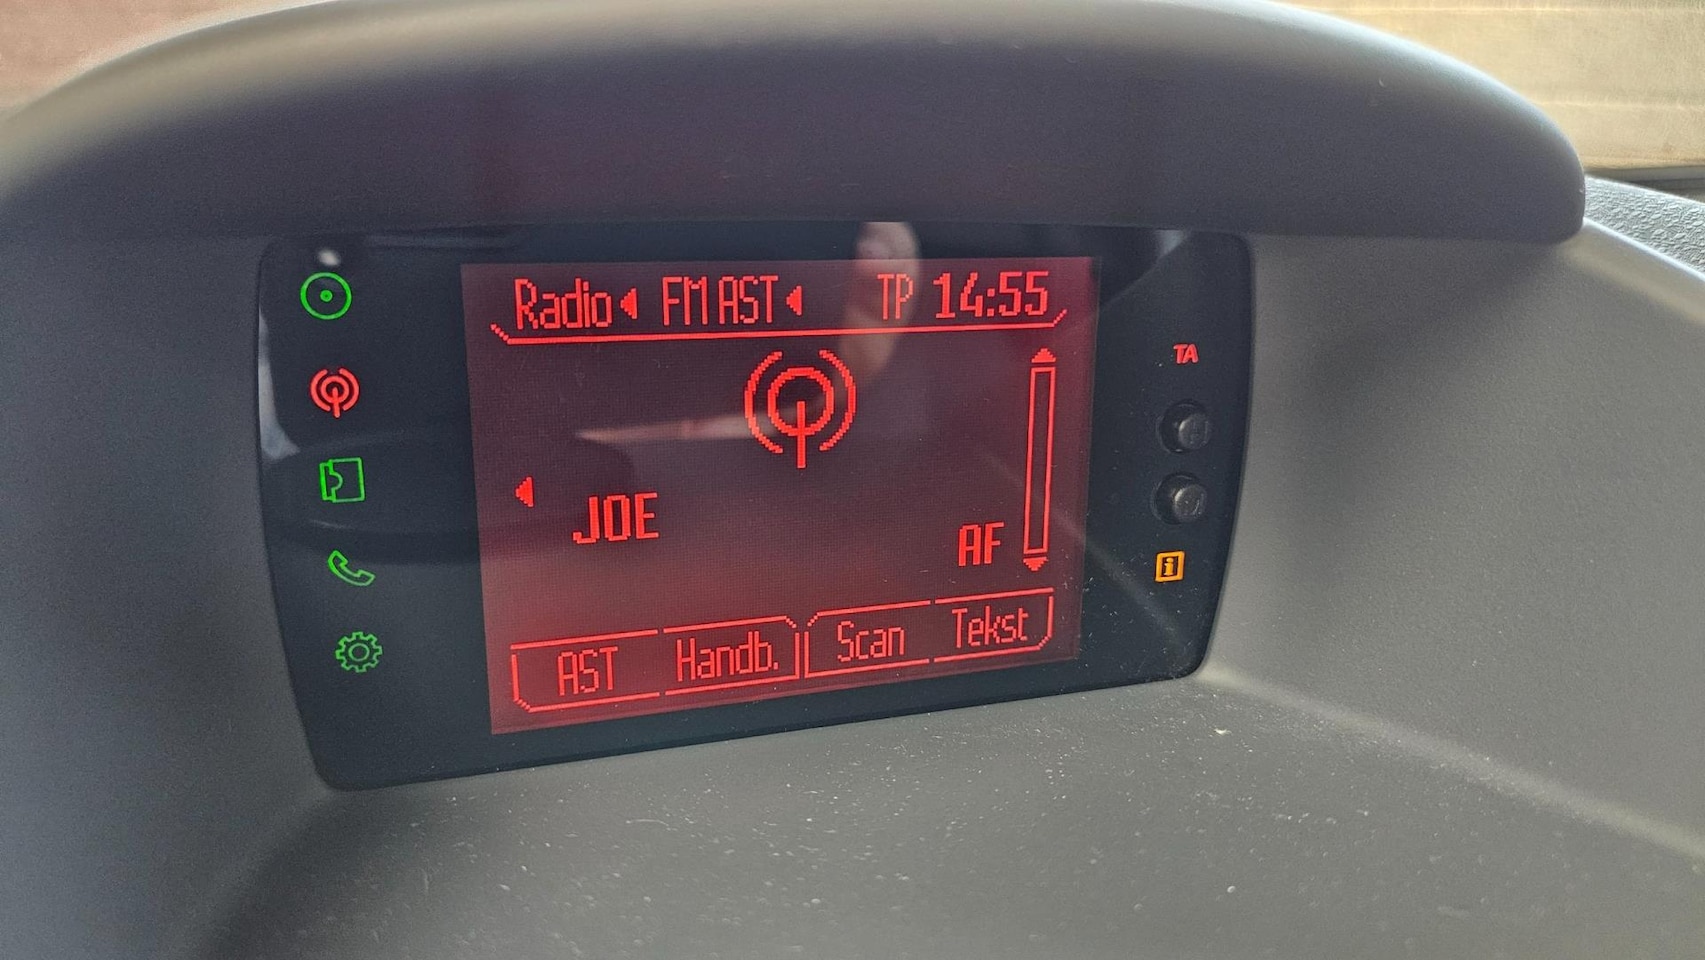 Radio FM AST TP 14:55
TA
JOE
AF
AST Handb. Scan Tekst